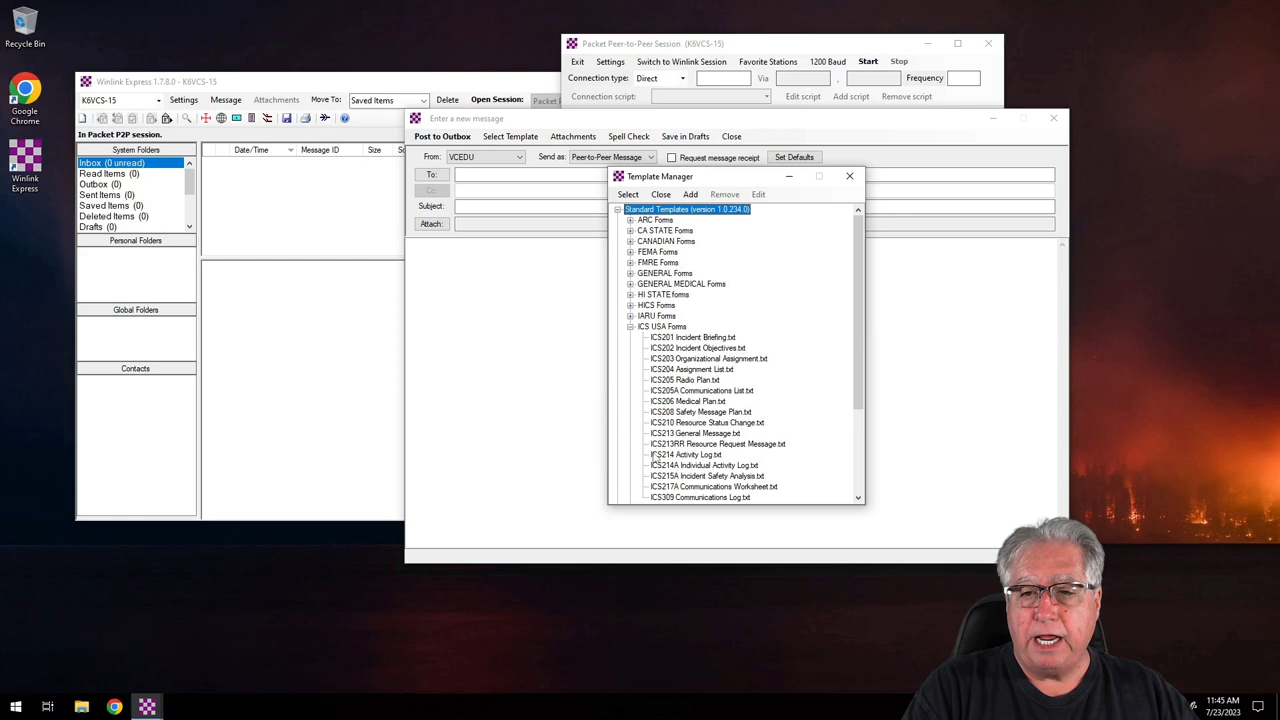 Recycle Bin
Google
Chrome
Winlink
Express
Packet Peer-to-Peer Session (K6VCS-15)
Exit Settings Switch to Winlink Session Favorite Stations 1200 Baud Start Stop
Connection type: Direct Via , Frequency
Connection script: Edit script Add script Remove script
Winlink Express 1.7.8.0 - K6VCS-15
K6VCS-15 Settings Message Attachments Move To: Saved Items Delete Open Session: Packet
In Packet P2P session.
System Folders
Inbox (0 unread)
Read Items (0)
Outbox (0)
Sent Items (0)
Saved Items (0)
Deleted Items (0)
Drafts (0)
Personal Folders
Global Folders
Contacts
Date/Time Message ID Size
Enter a new message
Post to Outbox Select Template Attachments Spell Check Save in Drafts Close
From: VCEDU Send as: Peer-to-Peer Message Request message receipt Set Defaults
To:
Cc:
Subject:
Attach:
Template Manager
Select Close Add Remove Edit
Standard Templates (version 1.0.234.0)
ARC Forms
CA STATE Forms
CANADIAN Forms
FEMA Forms
FMRE Forms
GENERAL Forms
GENERAL MEDICAL Forms
HI STATE forms
HICS Forms
IARU Forms
ICS USA Forms
ICS201 Incident Briefing.txt
ICS202 Incident Objectives.txt
ICS203 Organizational Assignment.txt
ICS204 Assignment List.txt
ICS205 Radio Plan.txt
ICS205A Communications List.txt
ICS206 Medical Plan.txt
ICS208 Safety Message Plan.txt
ICS210 Resource Status Change.txt
ICS213 General Message.txt
ICS213RR Resource Request Message.txt
ICS214 Activity Log.txt
ICS214A Individual Activity Log.txt
ICS215A Incident Safety Analysis.txt
ICS217A Communications Worksheet.txt
ICS309 Communications Log.txt
11:45 AM
7/23/2023